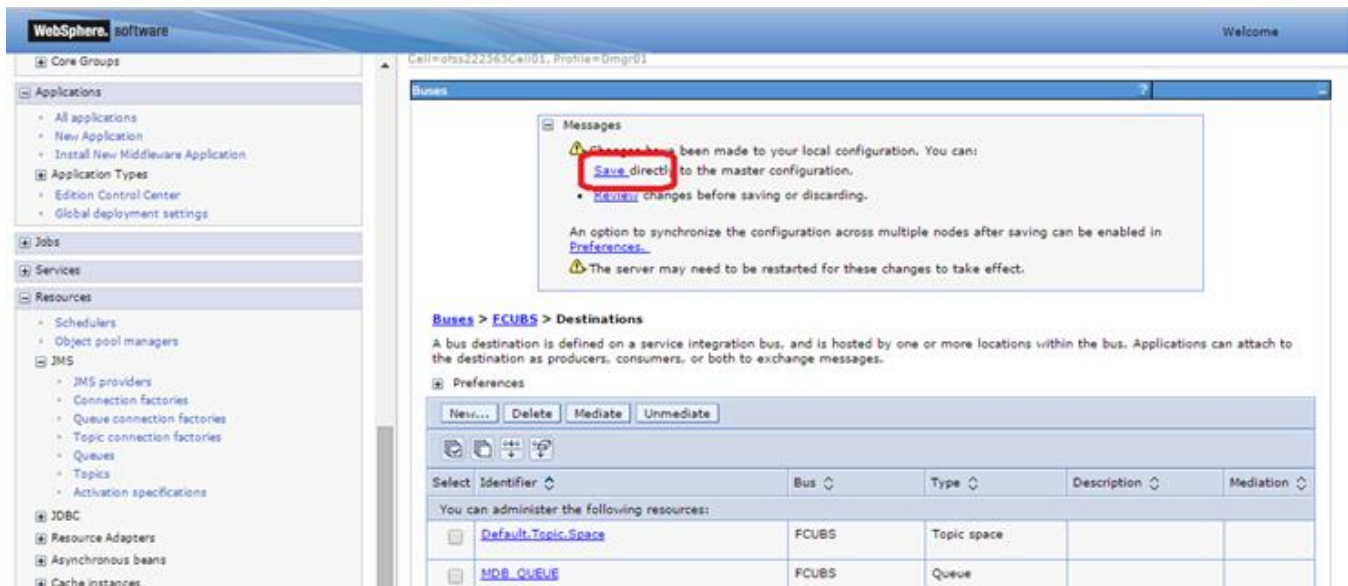 WebSphere. software
Welcome
Core Groups
Applications
All applications
New Application
Install New Middleware Application
Application Types
Edition Control Center
Global deployment settings
Jobs
Services
Resources
Schedulers
Object pool managers
JMS
JMS providers
Connection factories
Queue connection factories
Topic connection factories
Queues
Topics
Activation specifications
JDBC
Resource Adapters
Asynchronous beans
Cache instances
Profile=Dmgr01
Buses
?
Messages
Changes have been made to your local configuration. You can:
Save directly to the master configuration.
• Review changes before saving or discarding.
An option to synchronize the configuration across multiple nodes after saving can be enabled in
Preferences.
The server may need to be restarted for these changes to take effect.
Buses > FCUBS > Destinations
A bus destination is defined on a service integration bus, and is hosted by one or more locations within the bus. Applications can attach to
the destination as producers, consumers, or both to exchange messages.
Preferences
New... Delete Mediate Unmediate
Select Identifier Bus Type Description Mediation
You can administer the following resources:
Default.Topic.Space FCUBS Topic space
MDB_QUEUE FCUBS Queue